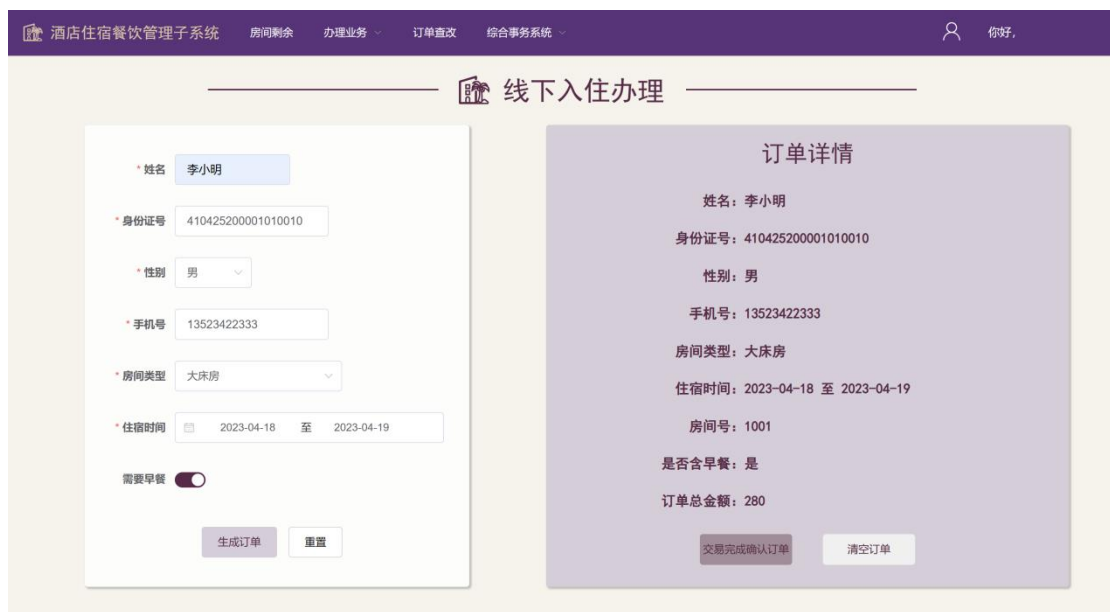 酒店住宿餐饮管理子系统 房间剩余 办理业务 订单查改 综合事务系统 你好,
线下入住办理
* 姓名 李小明
* 身份证号 410425200001010010
* 性别 男
* 手机号 13523422333
* 房间类型 大床房
* 住宿时间 2023-04-18 至 2023-04-19
需要早餐
生成订单 重置
订单详情
姓名：李小明
身份证号：410425200001010010
性别：男
手机号：13523422333
房间类型：大床房
住宿时间：2023-04-18 至 2023-04-19
房间号：1001
是否含早餐：是
订单总金额：280
交易完成确认订单 清空订单